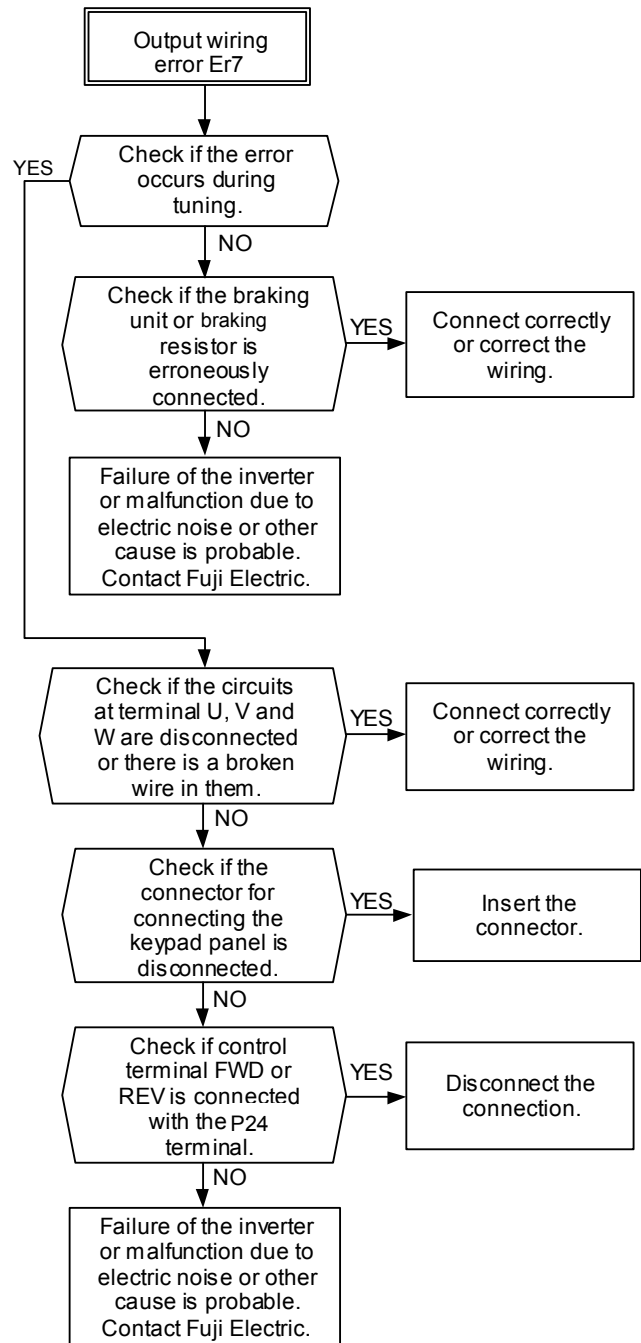 Output wiring
error Er7
Check if the error
occurs during
tuning.
YES
NO
Check if the braking
unit or braking
resistor is
erroneously
connected.
YES
Connect correctly
or correct the
wiring.
NO
Failure of the inverter
or malfunction due to
electric noise or other
cause is probable.
Contact Fuji Electric.
Check if the circuits
at terminal U, V and
W are disconnected
or there is a broken
wire in them.
YES
Connect correctly
or correct the
wiring.
NO
Check if the
connector for
connecting the
keypad panel is
disconnected.
YES
Insert the
connector.
NO
Check if control
terminal FWD or
REV is connected
with the P24
terminal.
YES
Disconnect the
connection.
NO
Failure of the inverter
or malfunction due to
electric noise or other
cause is probable.
Contact Fuji Electric.